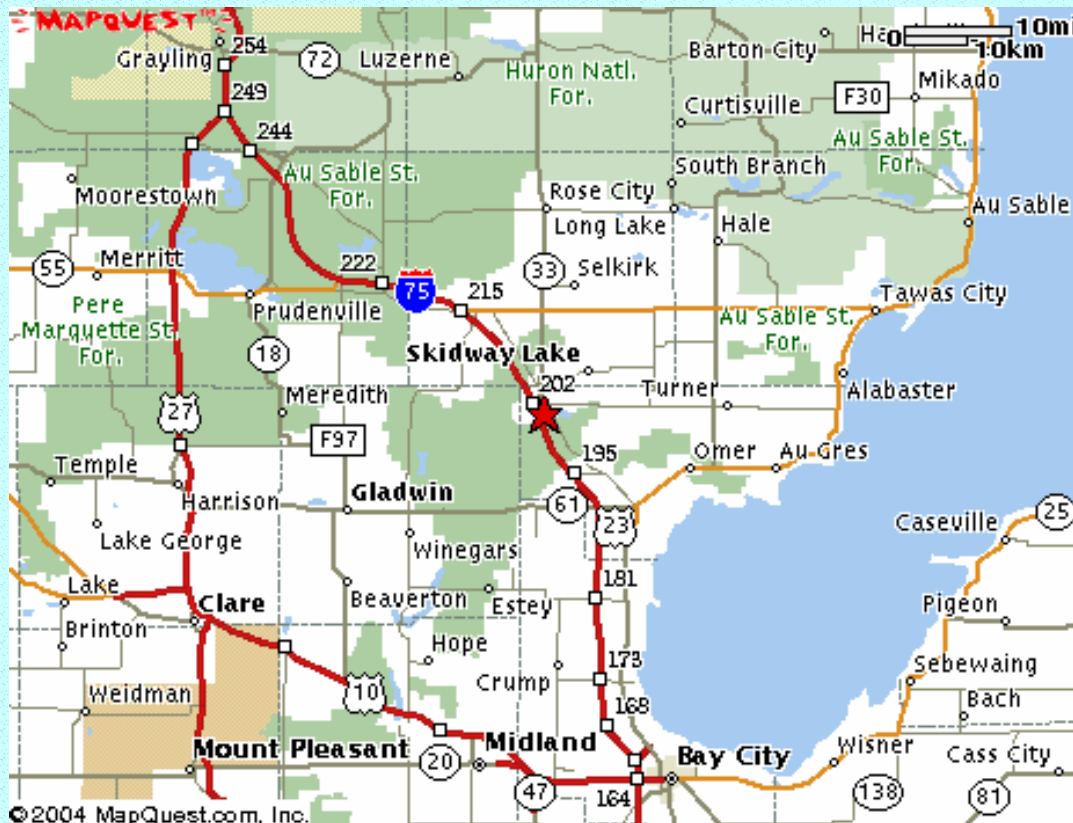 MAPQUEST™
254
Grayling
72
Luzerne
Huron Natl.
For.
Barton City
Ha
0
10mi
10km
Mikado
249
F30
Curtisville
244
Au Sable St.
For.
Au Sable St.
For.
South Branch
Moorestown
Rose City
Long Lake
Hale
Au Sable
55
Merritt
222
75
33
Selkirk
215
Tawas City
Pere
Marquette St.
For.
Prudenville
Au Sable St.
For.
18
Skidway Lake
202
Turner
Alabaster
27
Meredith
F97
195
Omer
Au Gres
Temple
Harrison
Gladwin
61
23
25
Caseville
Lake George
Winegars
181
Lake
Clare
Beaverton
Estey
Pigeon
Brinton
Hope
173
Crump
Sebewaing
Weidman
10
168
Bach
Mount Pleasant
20
Midland
Bay City
Wisner
Cass City
47
164
138
81
©2004 MapQuest.com, Inc.